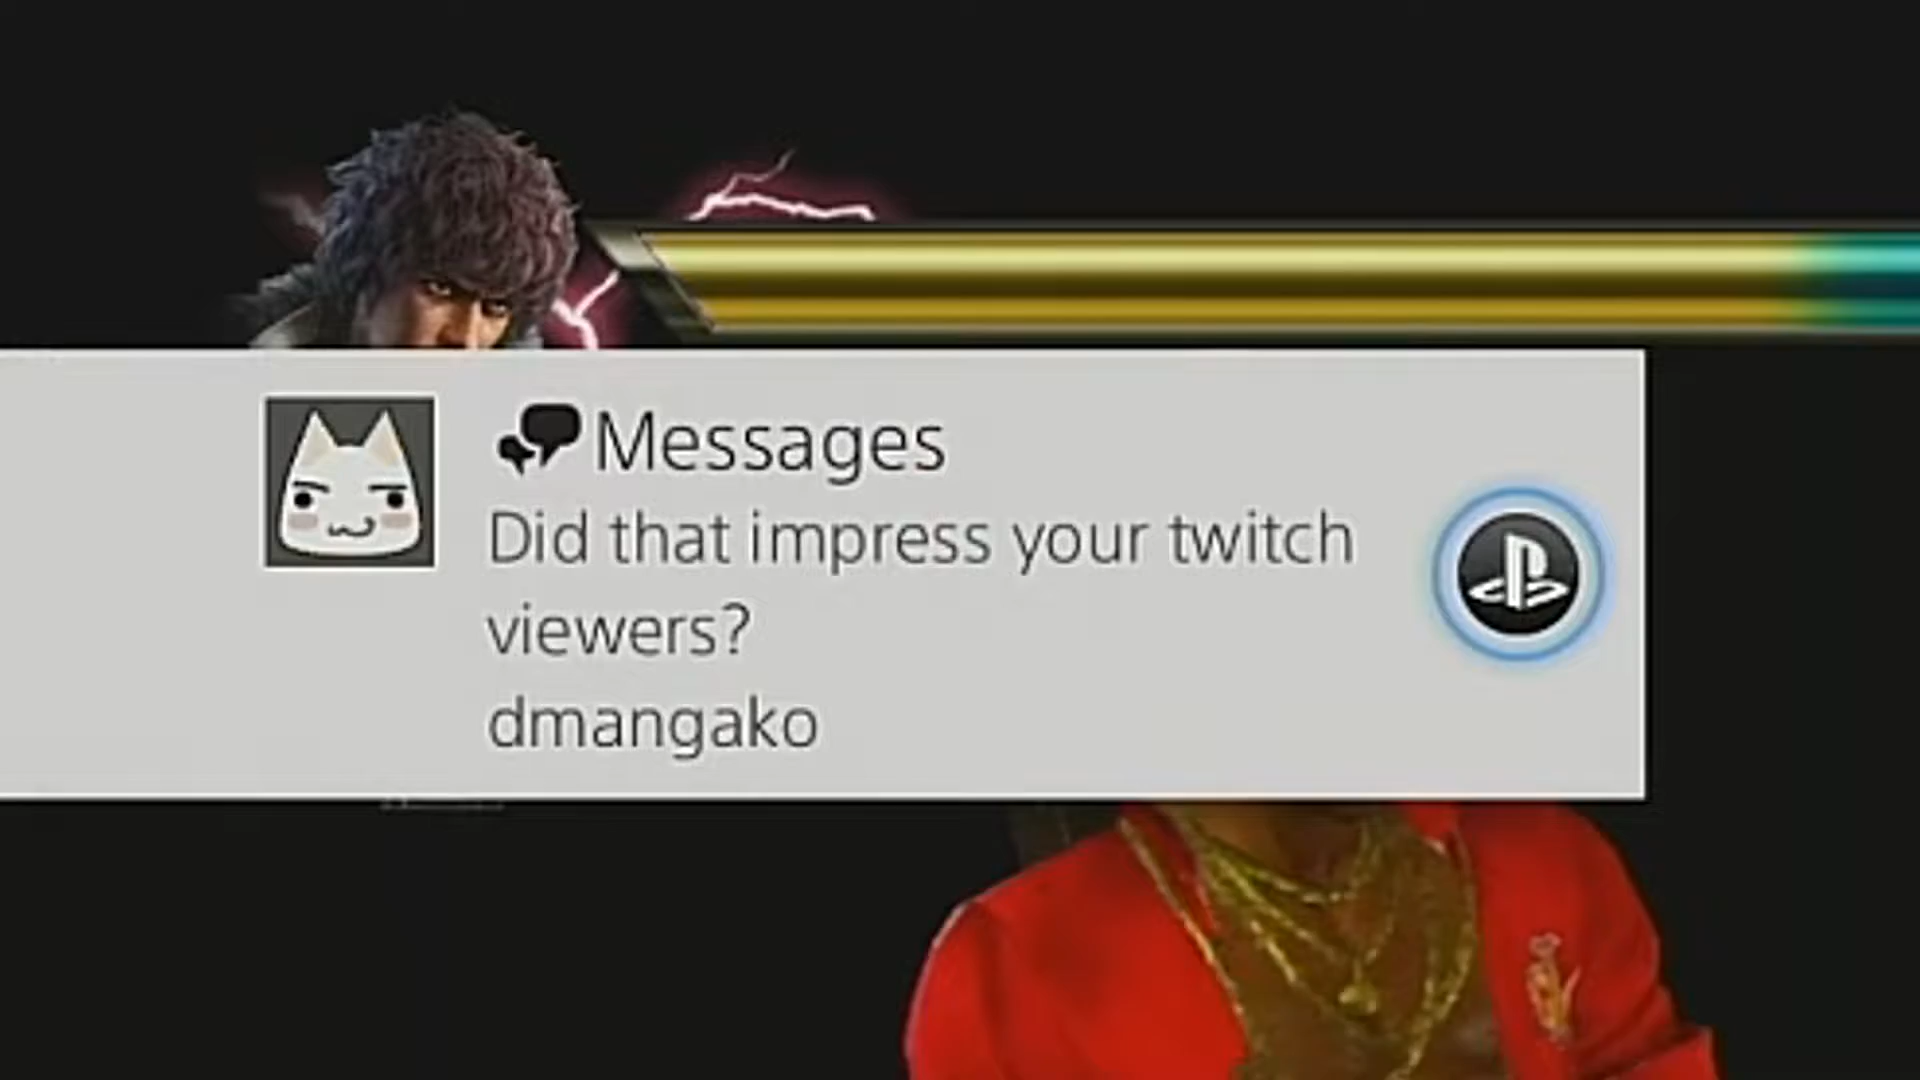 Messages
Did that impress your twitch
viewers?
dmangako